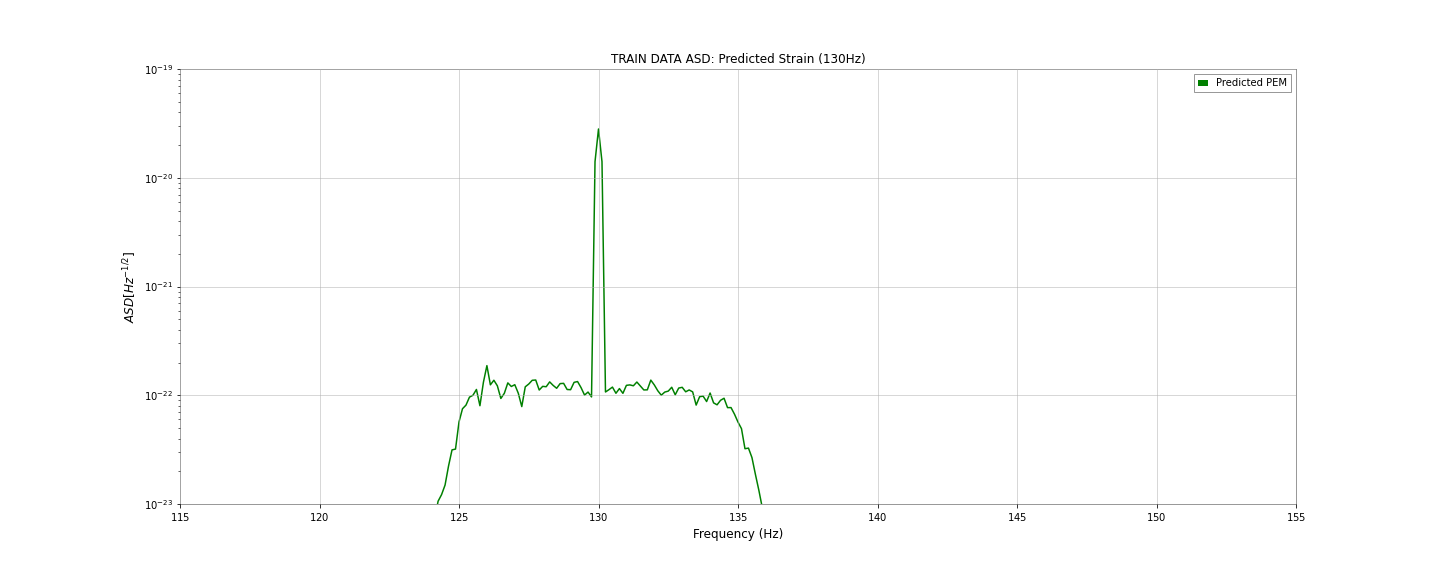 TRAIN DATA ASD: Predicted Strain (130Hz)
Predicted PEM
10⁻¹⁹
10⁻²⁰
10⁻²¹
10⁻²²
10⁻²³
ASD[Hz⁻¹/²]
115 120 125 130 135 140 145 150 155
Frequency (Hz)